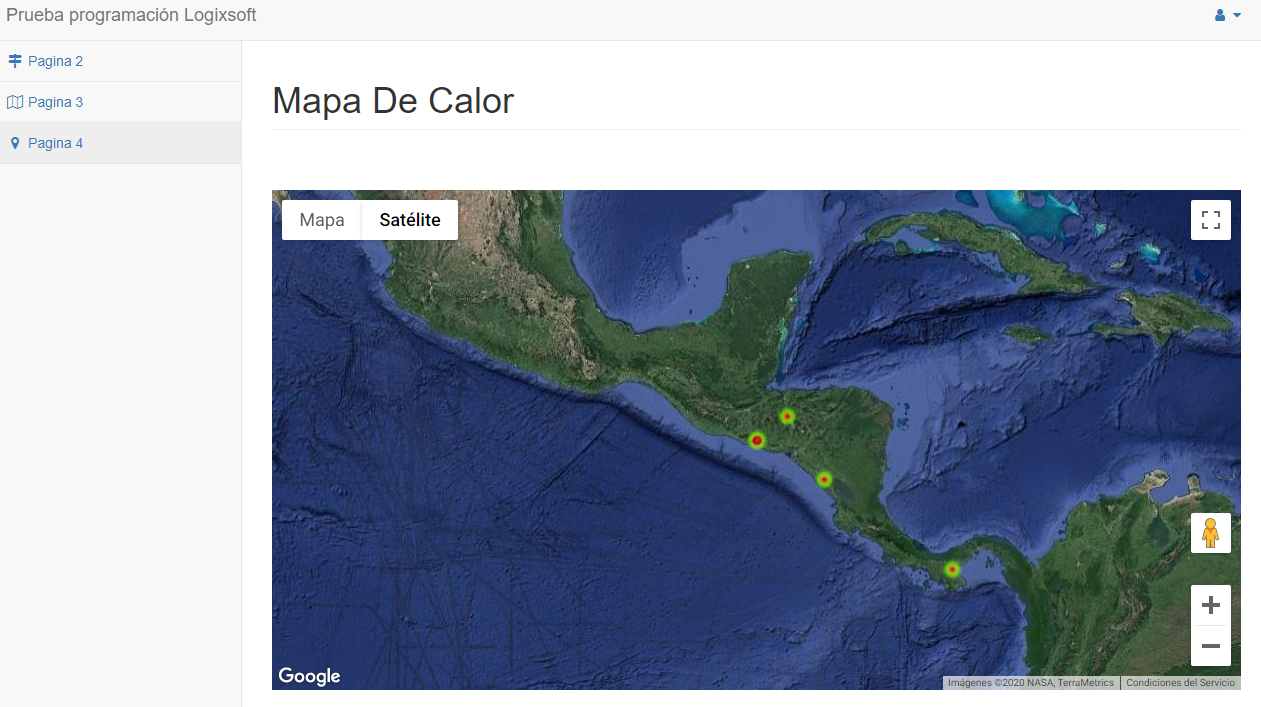 Prueba programación Logixsoft
Pagina 2
Pagina 3
Pagina 4
Mapa De Calor
Mapa
Satélite
Google
Imágenes ©2020 NASA, TerraMetrics
Condiciones del Servicio